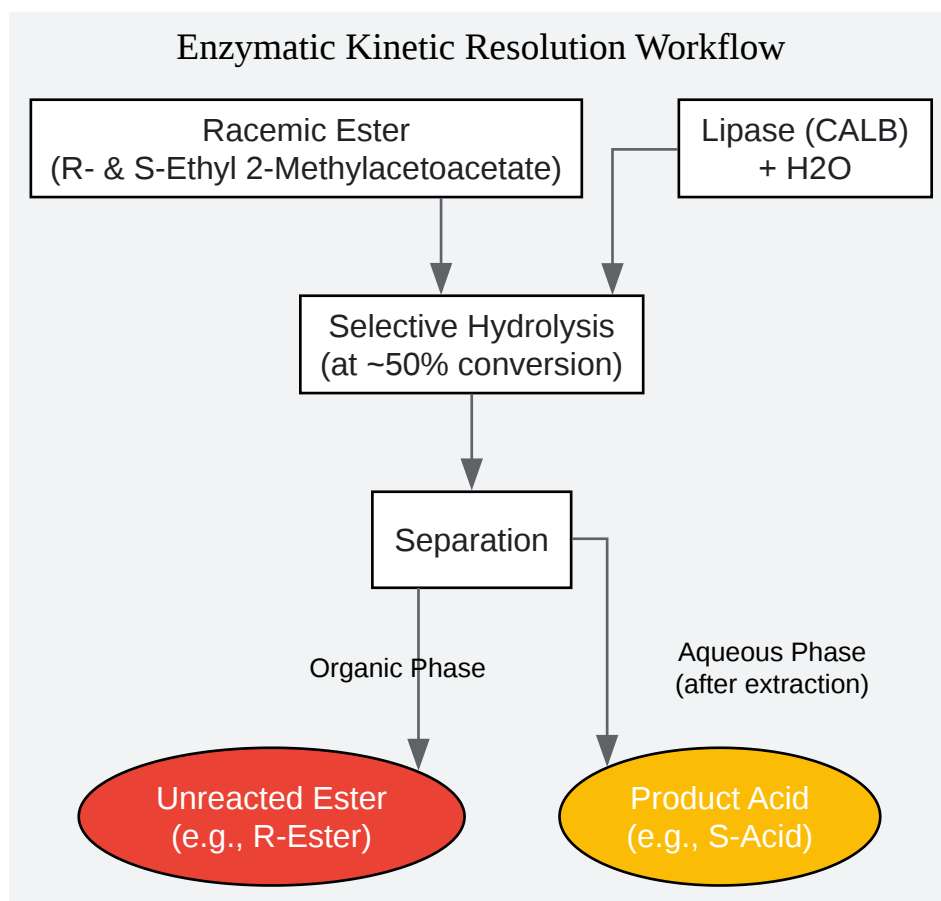 Enzymatic Kinetic Resolution Workflow
Racemic Ester
(R- & S-Ethyl 2-Methylacetoacetate)
Lipase (CALB)
+ H2O
Selective Hydrolysis
(at ~50% conversion)
Separation
Organic Phase
Aqueous Phase
(after extraction)
Unreacted Ester
(e.g., R-Ester)
Product Acid
(e.g., S-Acid)